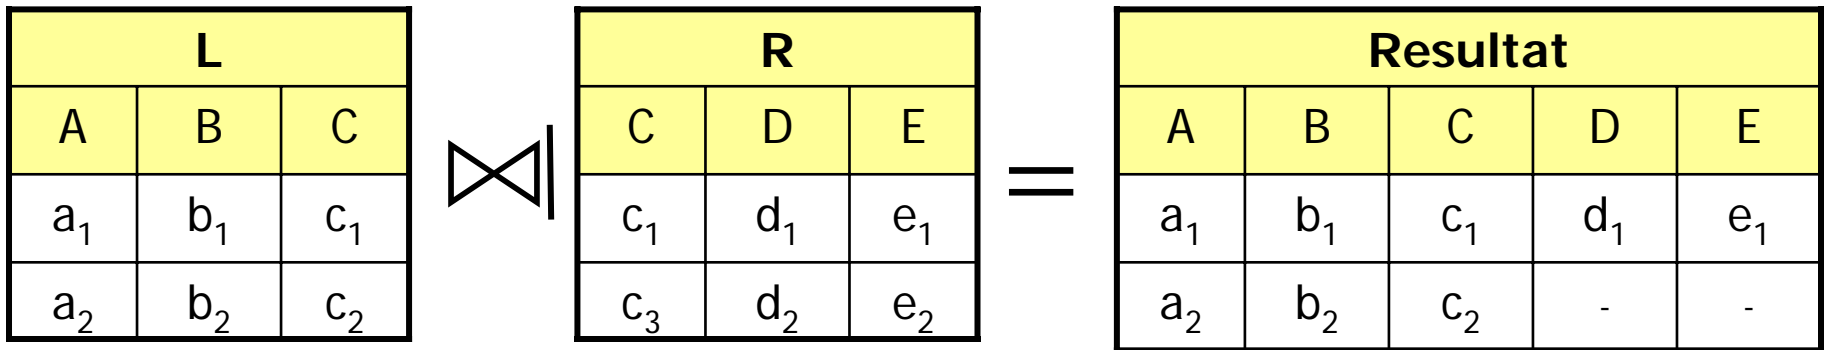 L R Resultat
A B C ⋈| C D E = A B C D E
a₁ b₁ c₁ c₁ d₁ e₁ a₁ b₁ c₁ d₁ e₁
a₂ b₂ c₂ c₃ d₂ e₂ a₂ b₂ c₂ - -